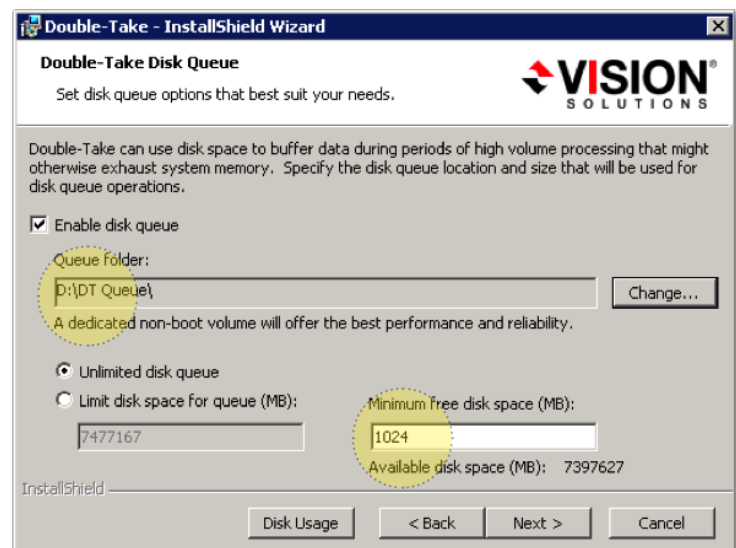 Double-Take - InstallShield Wizard
Double-Take Disk Queue
Set disk queue options that best suit your needs.
VISION®
SOLUTIONS
Double-Take can use disk space to buffer data during periods of high volume processing that might
otherwise exhaust system memory. Specify the disk queue location and size that will be used for
disk queue operations.
Enable disk queue
Queue folder:
D:\DT Queue\
Change...
A dedicated non-boot volume will offer the best performance and reliability.
Unlimited disk queue
Limit disk space for queue (MB):
Minimum free disk space (MB):
7477167
1024
Available disk space (MB): 7397627
InstallShield
Disk Usage
< Back
Next >
Cancel